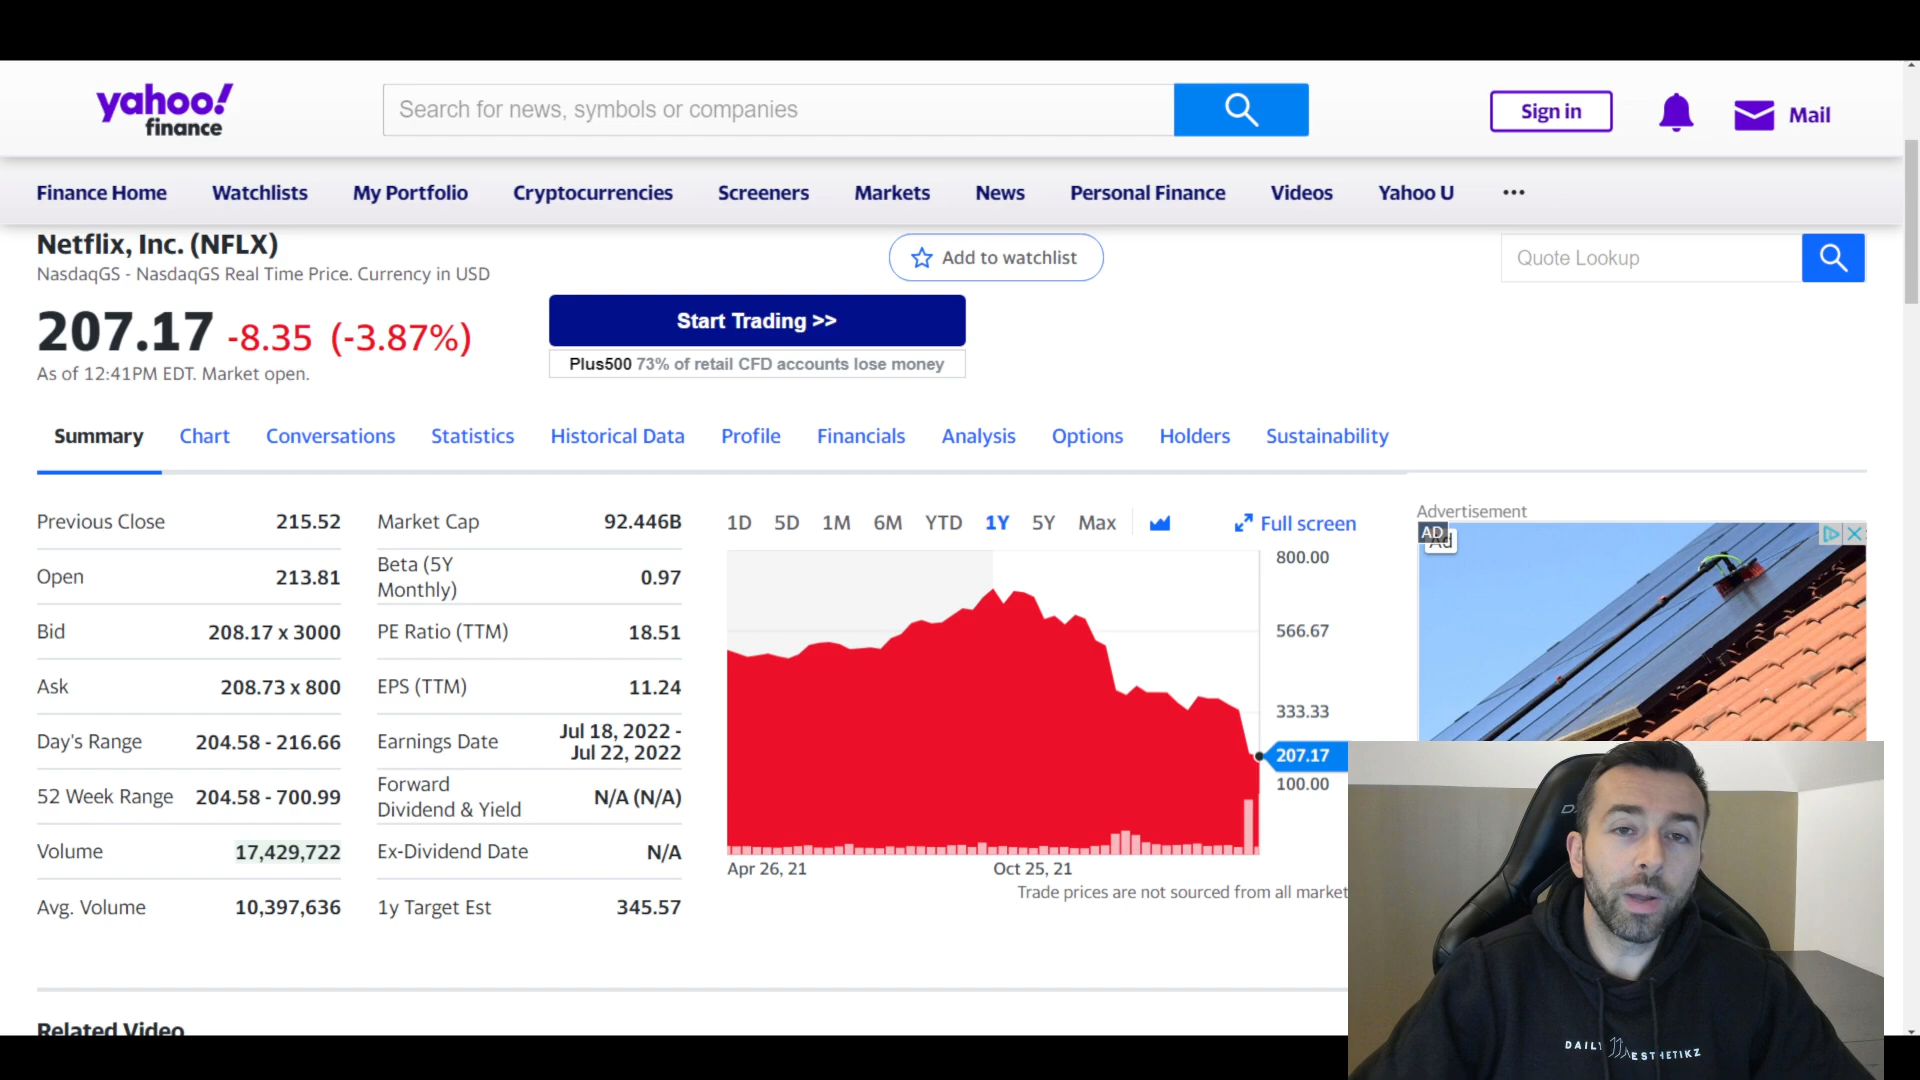 yahoo!
finance
Search for news, symbols or companies
Sign in
Mail
Finance Home
Watchlists
My Portfolio
Cryptocurrencies
Screeners
Markets
News
Personal Finance
Videos
Yahoo U
•••
Netflix, Inc. (NFLX)
NasdaqGS - NasdaqGS Real Time Price. Currency in USD
Add to watchlist
Quote Lookup
207.17 -8.35 (-3.87%)
As of 12:41PM EDT. Market open.
Start Trading >>
Plus500 73% of retail CFD accounts lose money
Summary
Chart
Conversations
Statistics
Historical Data
Profile
Financials
Analysis
Options
Holders
Sustainability
Previous Close 215.52
Open 213.81
Bid 208.17 x 3000
Ask 208.73 x 800
Day's Range 204.58 - 216.66
52 Week Range 204.58 - 700.99
Volume 17,429,722
Avg. Volume 10,397,636
Market Cap 92.446B
Beta (5Y
Monthly) 0.97
PE Ratio (TTM) 18.51
EPS (TTM) 11.24
Earnings Date Jul 18, 2022 -
Jul 22, 2022
Forward
Dividend & Yield N/A (N/A)
Ex-Dividend Date N/A
1y Target Est 345.57
1D 5D 1M 6M YTD 1Y 5Y Max
Full screen
800.00
566.67
333.33
207.17
100.00
Apr 26, 21
Oct 25, 21
Trade prices are not sourced from all market
Advertisement
AD
Ad
Related Video